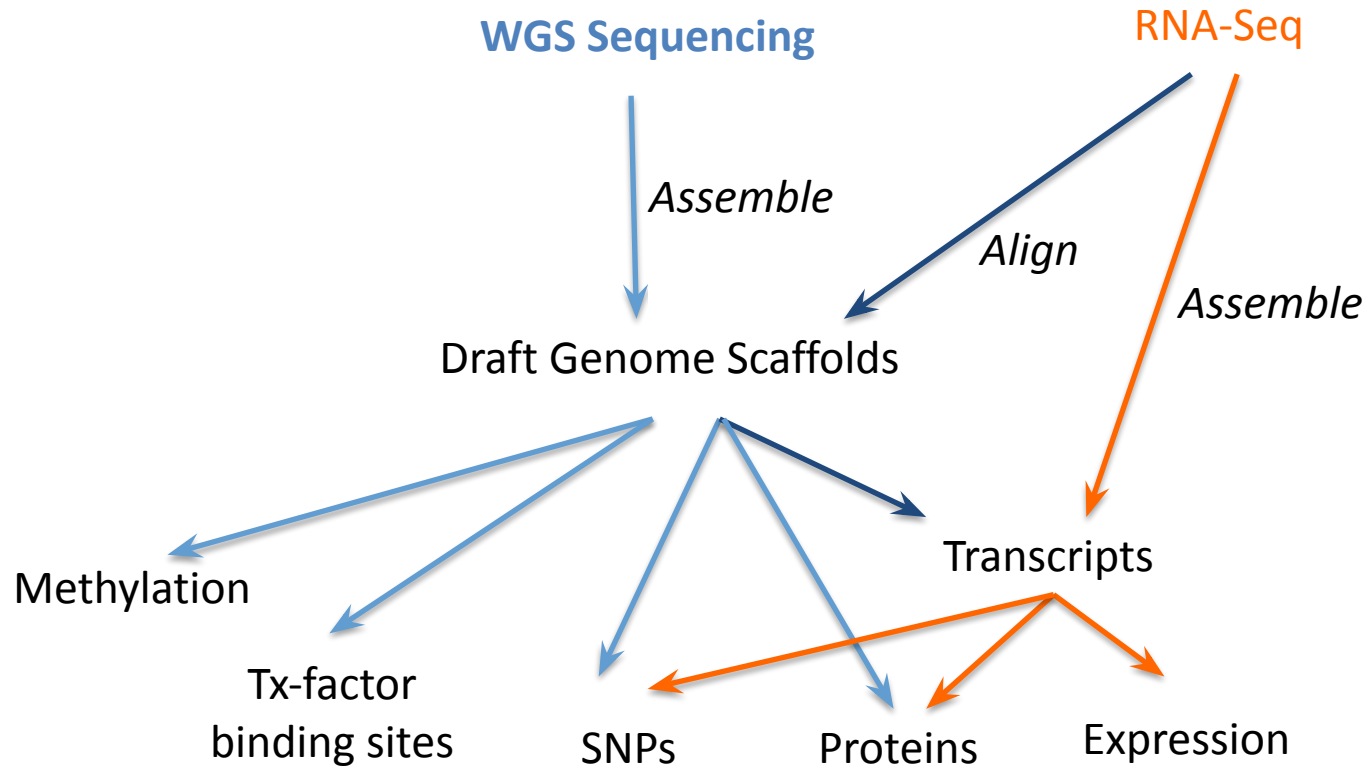 WGS Sequencing
RNA-Seq
Assemble
Align
Assemble
Draft Genome Scaffolds
Transcripts
Methylation
Tx-factor
binding sites
SNPs
Proteins
Expression